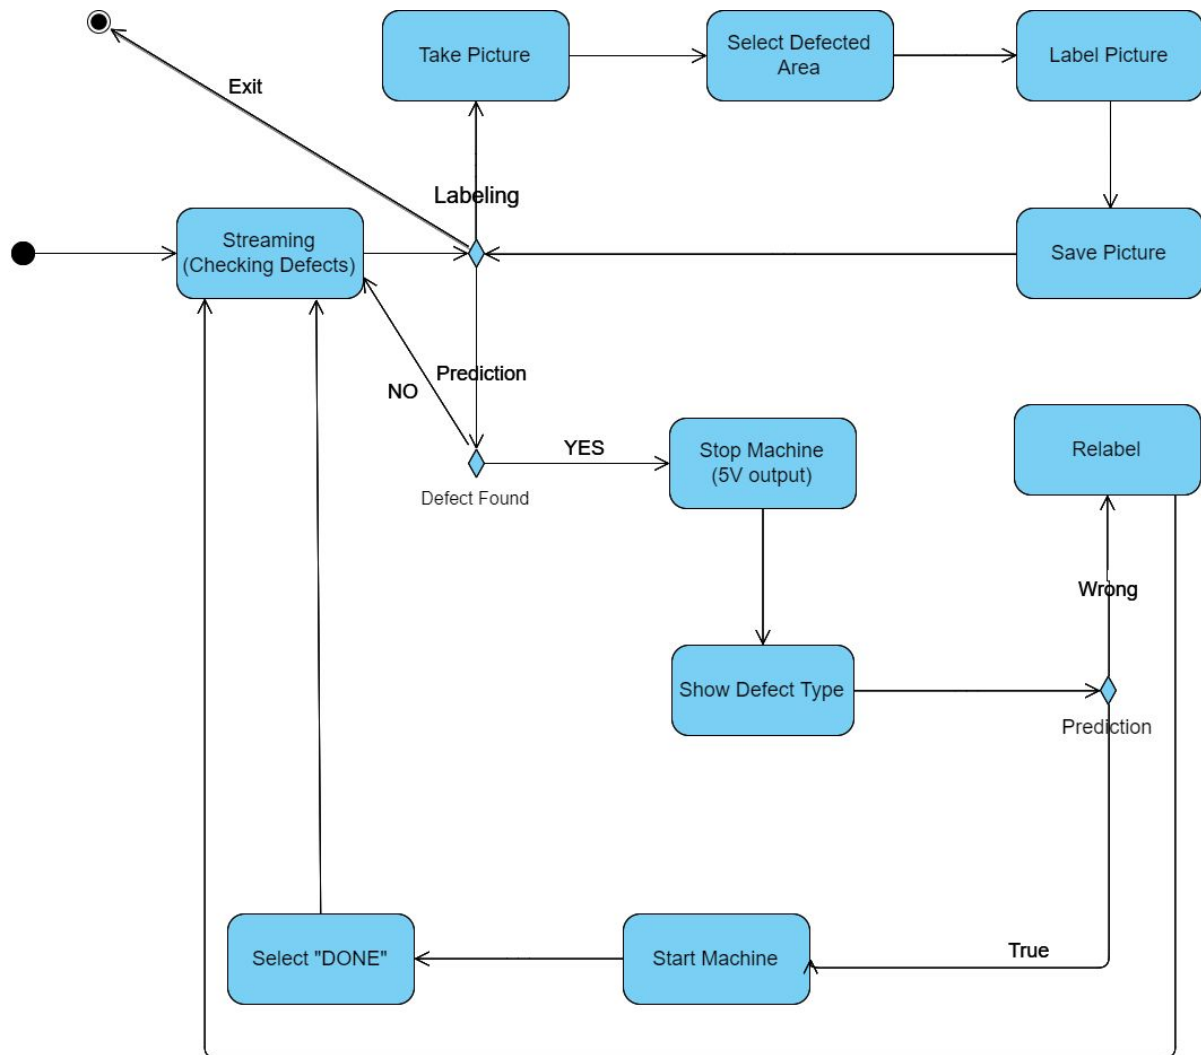 Take Picture
Select Defected
Area
Label Picture
Exit
Labeling
Streaming
(Checking Defects)
Save Picture
Prediction
NO
YES
Defect Found
Stop Machine
(5V output)
Relabel
Wrong
Show Defect Type
Prediction
True
Select "DONE"
Start Machine